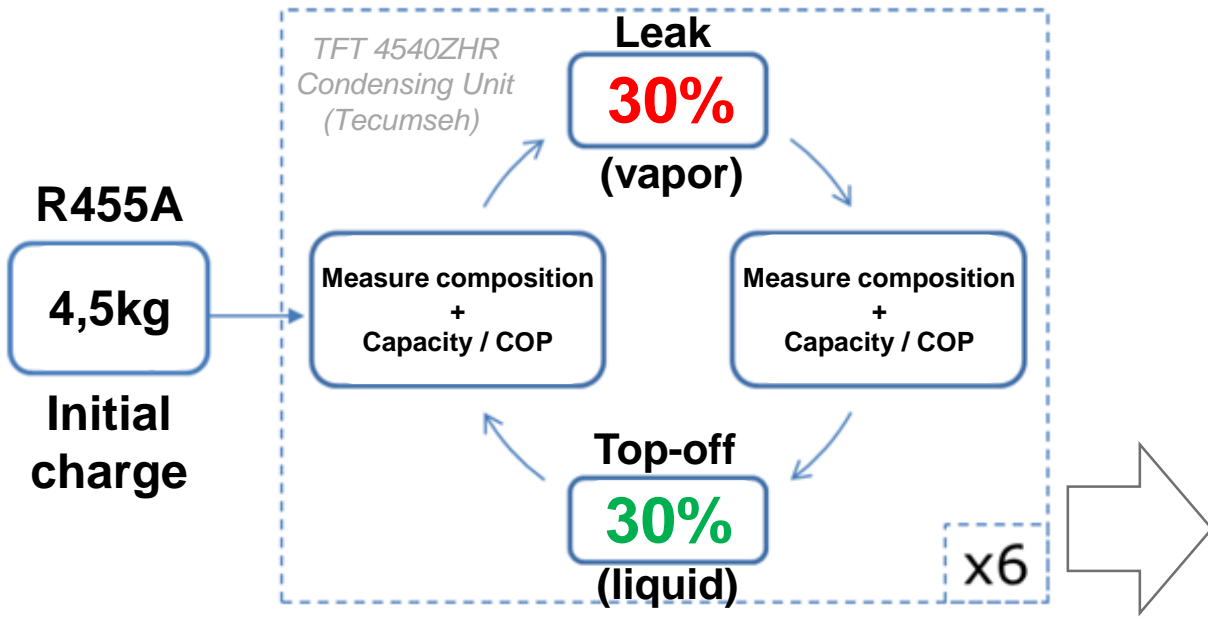 TFT 4540ZHR
Condensing Unit
(Tecumseh)
Leak
30%
(vapor)
R455A
4,5kg
Initial
charge
Measure composition
+
Capacity / COP
Measure composition
+
Capacity / COP
Top-off
30%
(liquid)
x6